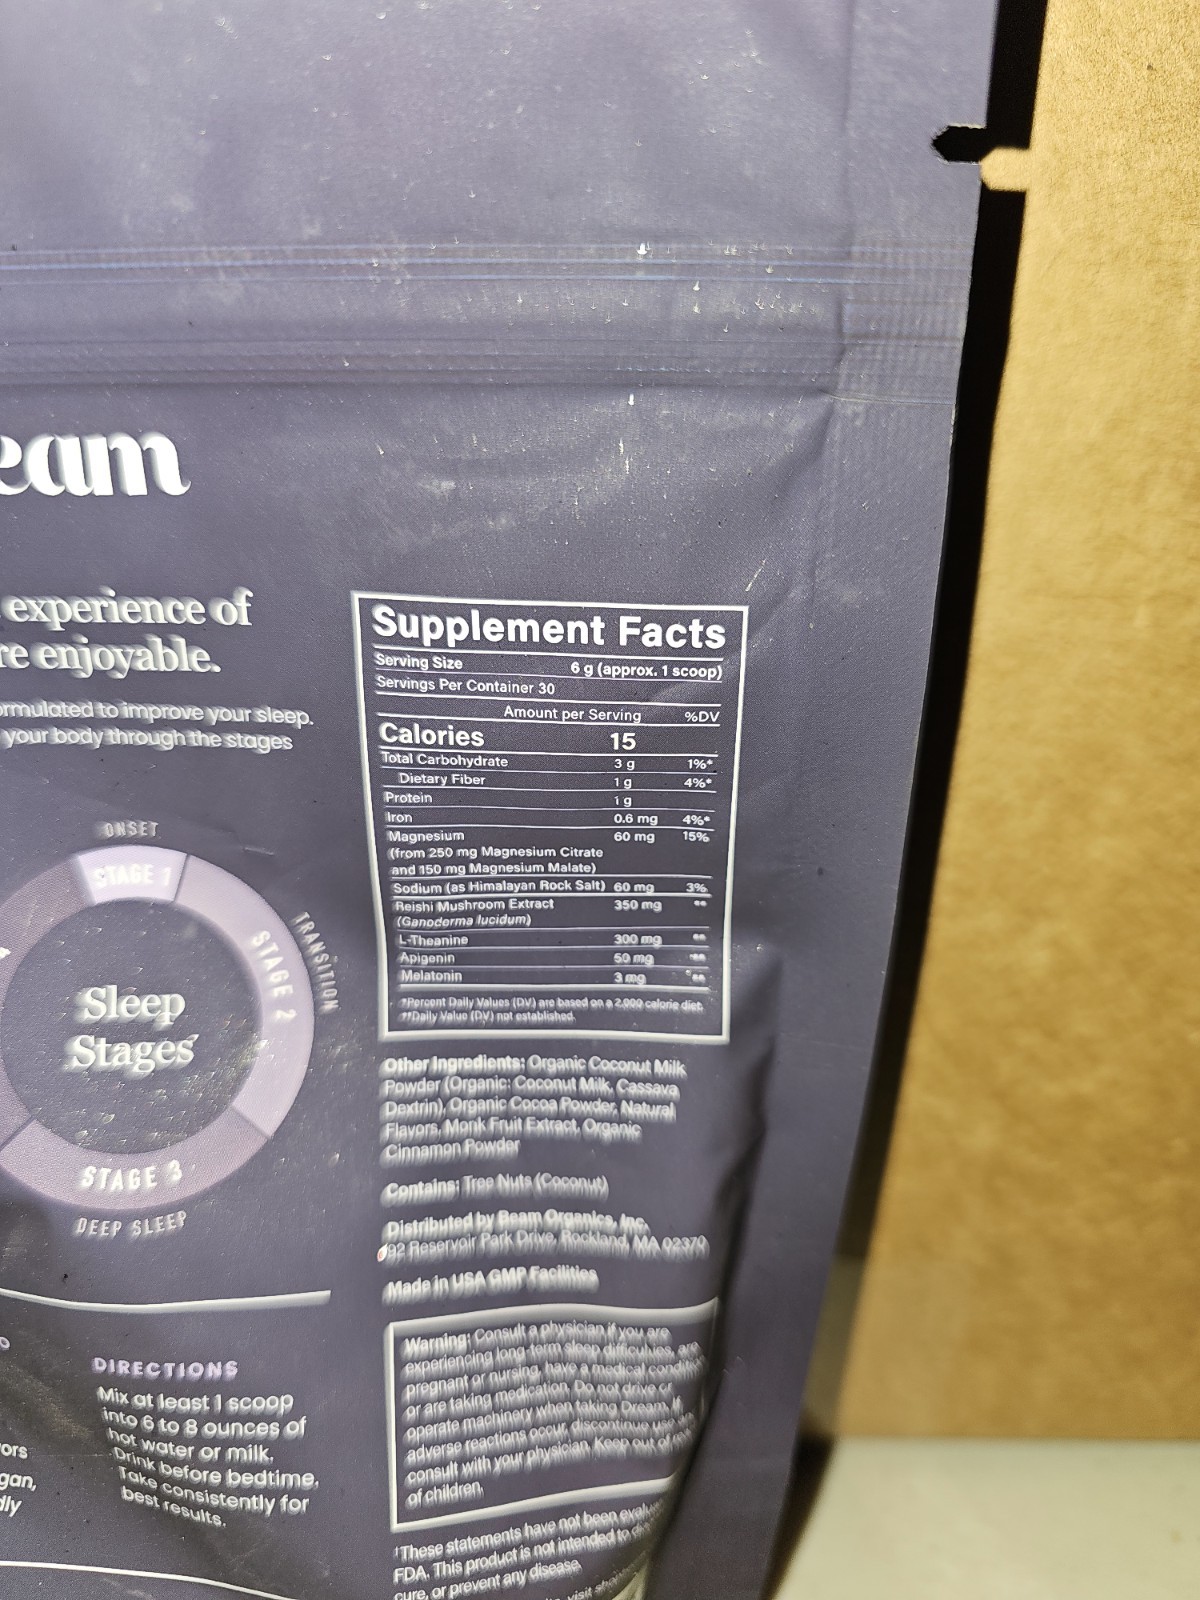 eam
experience of
re enjoyable.
ormulated to improve your sleep.
your body through the stages
ONSET
STAGE 1
TRANSITION
STAGE 2
Sleep
Stages
STAGE 3
DEEP SLEEP
DIRECTIONS
Mix at least 1 scoop
into 6 to 8 ounces of
hot water or milk.
Drink before bedtime.
Take consistently for
best results.
ors
gan,
dly
Supplement Facts
Serving Size 6 g (approx. 1 scoop)
Servings Per Container 30
Amount per Serving %DV
Calories 15
Total Carbohydrate 3 g 1%*
Dietary Fiber 1 g 4%*
Protein 1 g
Iron 0.6 mg 4%*
Magnesium 60 mg 15%
(from 250 mg Magnesium Citrate
and 150 mg Magnesium Malate)
Sodium (as Himalayan Rock Salt) 60 mg 3%
Reishi Mushroom Extract 350 mg **
(Ganoderma lucidum)
L-Theanine 300 mg **
Apigenin 50 mg **
Melatonin 3 mg **
*Percent Daily Values (DV) are based on a 2,000 calorie diet.
**Daily Value (DV) not established.
Other Ingredients: Organic Coconut Milk
Powder (Organic: Coconut Milk, Cassava
Dextrin), Organic Cocoa Powder, Natural
Flavors, Monk Fruit Extract, Organic
Cinnamon Powder
Contains: Tree Nuts (Coconut)
Distributed by Beam Organics, Inc.
92 Reservoir Park Drive, Rockland, MA 02370
Made in USA GMP Facilities
Warning: Consult a physician if you are
experiencing long-term sleep difficulties, are
pregnant or nursing, have a medical condition
or are taking medication. Do not drive or
operate machinery when taking Dream. If
adverse reactions occur, discontinue use and
consult with your physician. Keep out of
of children.
†These statements have not been
FDA. This product is not intended to
cure, or prevent any disease.
visit